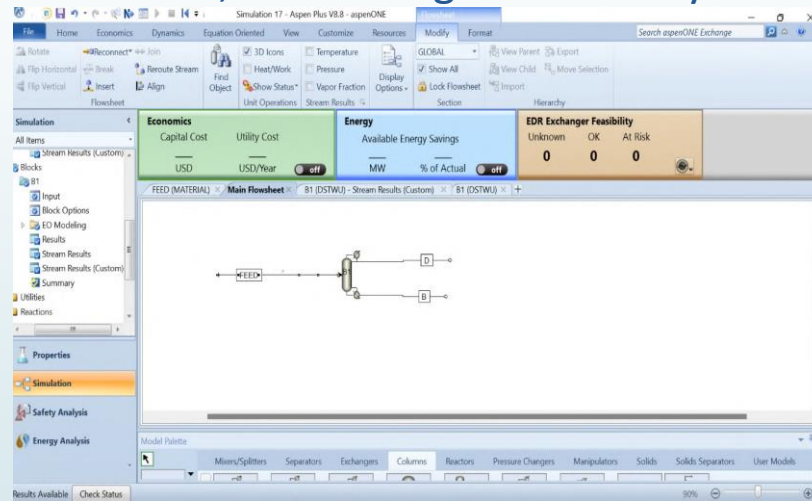 Simulation 17 - Aspen Plus V8.8 - aspenONE
Flowsheet
File Home Economics Dynamics Equation Oriented View Customize Resources Modify Format Search aspenONE Exchange
Rotate Reconnect Join 3D Icons Temperature GLOBAL View Parent Export
Flip Horizontal Break Reroute Stream Find Object Heat/Work Pressure Display Options Show All View Child Move Selection
Flip Vertical Insert Align Show Status Vapor Fraction Lock Flowsheet Import
Flowsheet Unit Operations Stream Results Section Hierarchy
Simulation
All Items
Stream Results (Custom)
Blocks
B1
Input
Block Options
EO Modeling
Results
Stream Results
Stream Results (Custom)
Summary
Utilities
Reactions
Properties
Simulation
Safety Analysis
Energy Analysis
Economics
Capital Cost Utility Cost
USD USD/Year off
Energy
Available Energy Savings
MW % of Actual off
EDR Exchanger Feasibility
Unknown OK At Risk
0 0 0
FEED (MATERIAL) Main Flowsheet B1 (DSTWU) - Stream Results (Custom) B1 (DSTWU) +
FEED
B1
D
B
Model Palette
Mixers/Splitters Separators Exchangers Columns Reactors Pressure Changers Manipulators Solids Solids Separators User Models
Results Available Check Status 90%